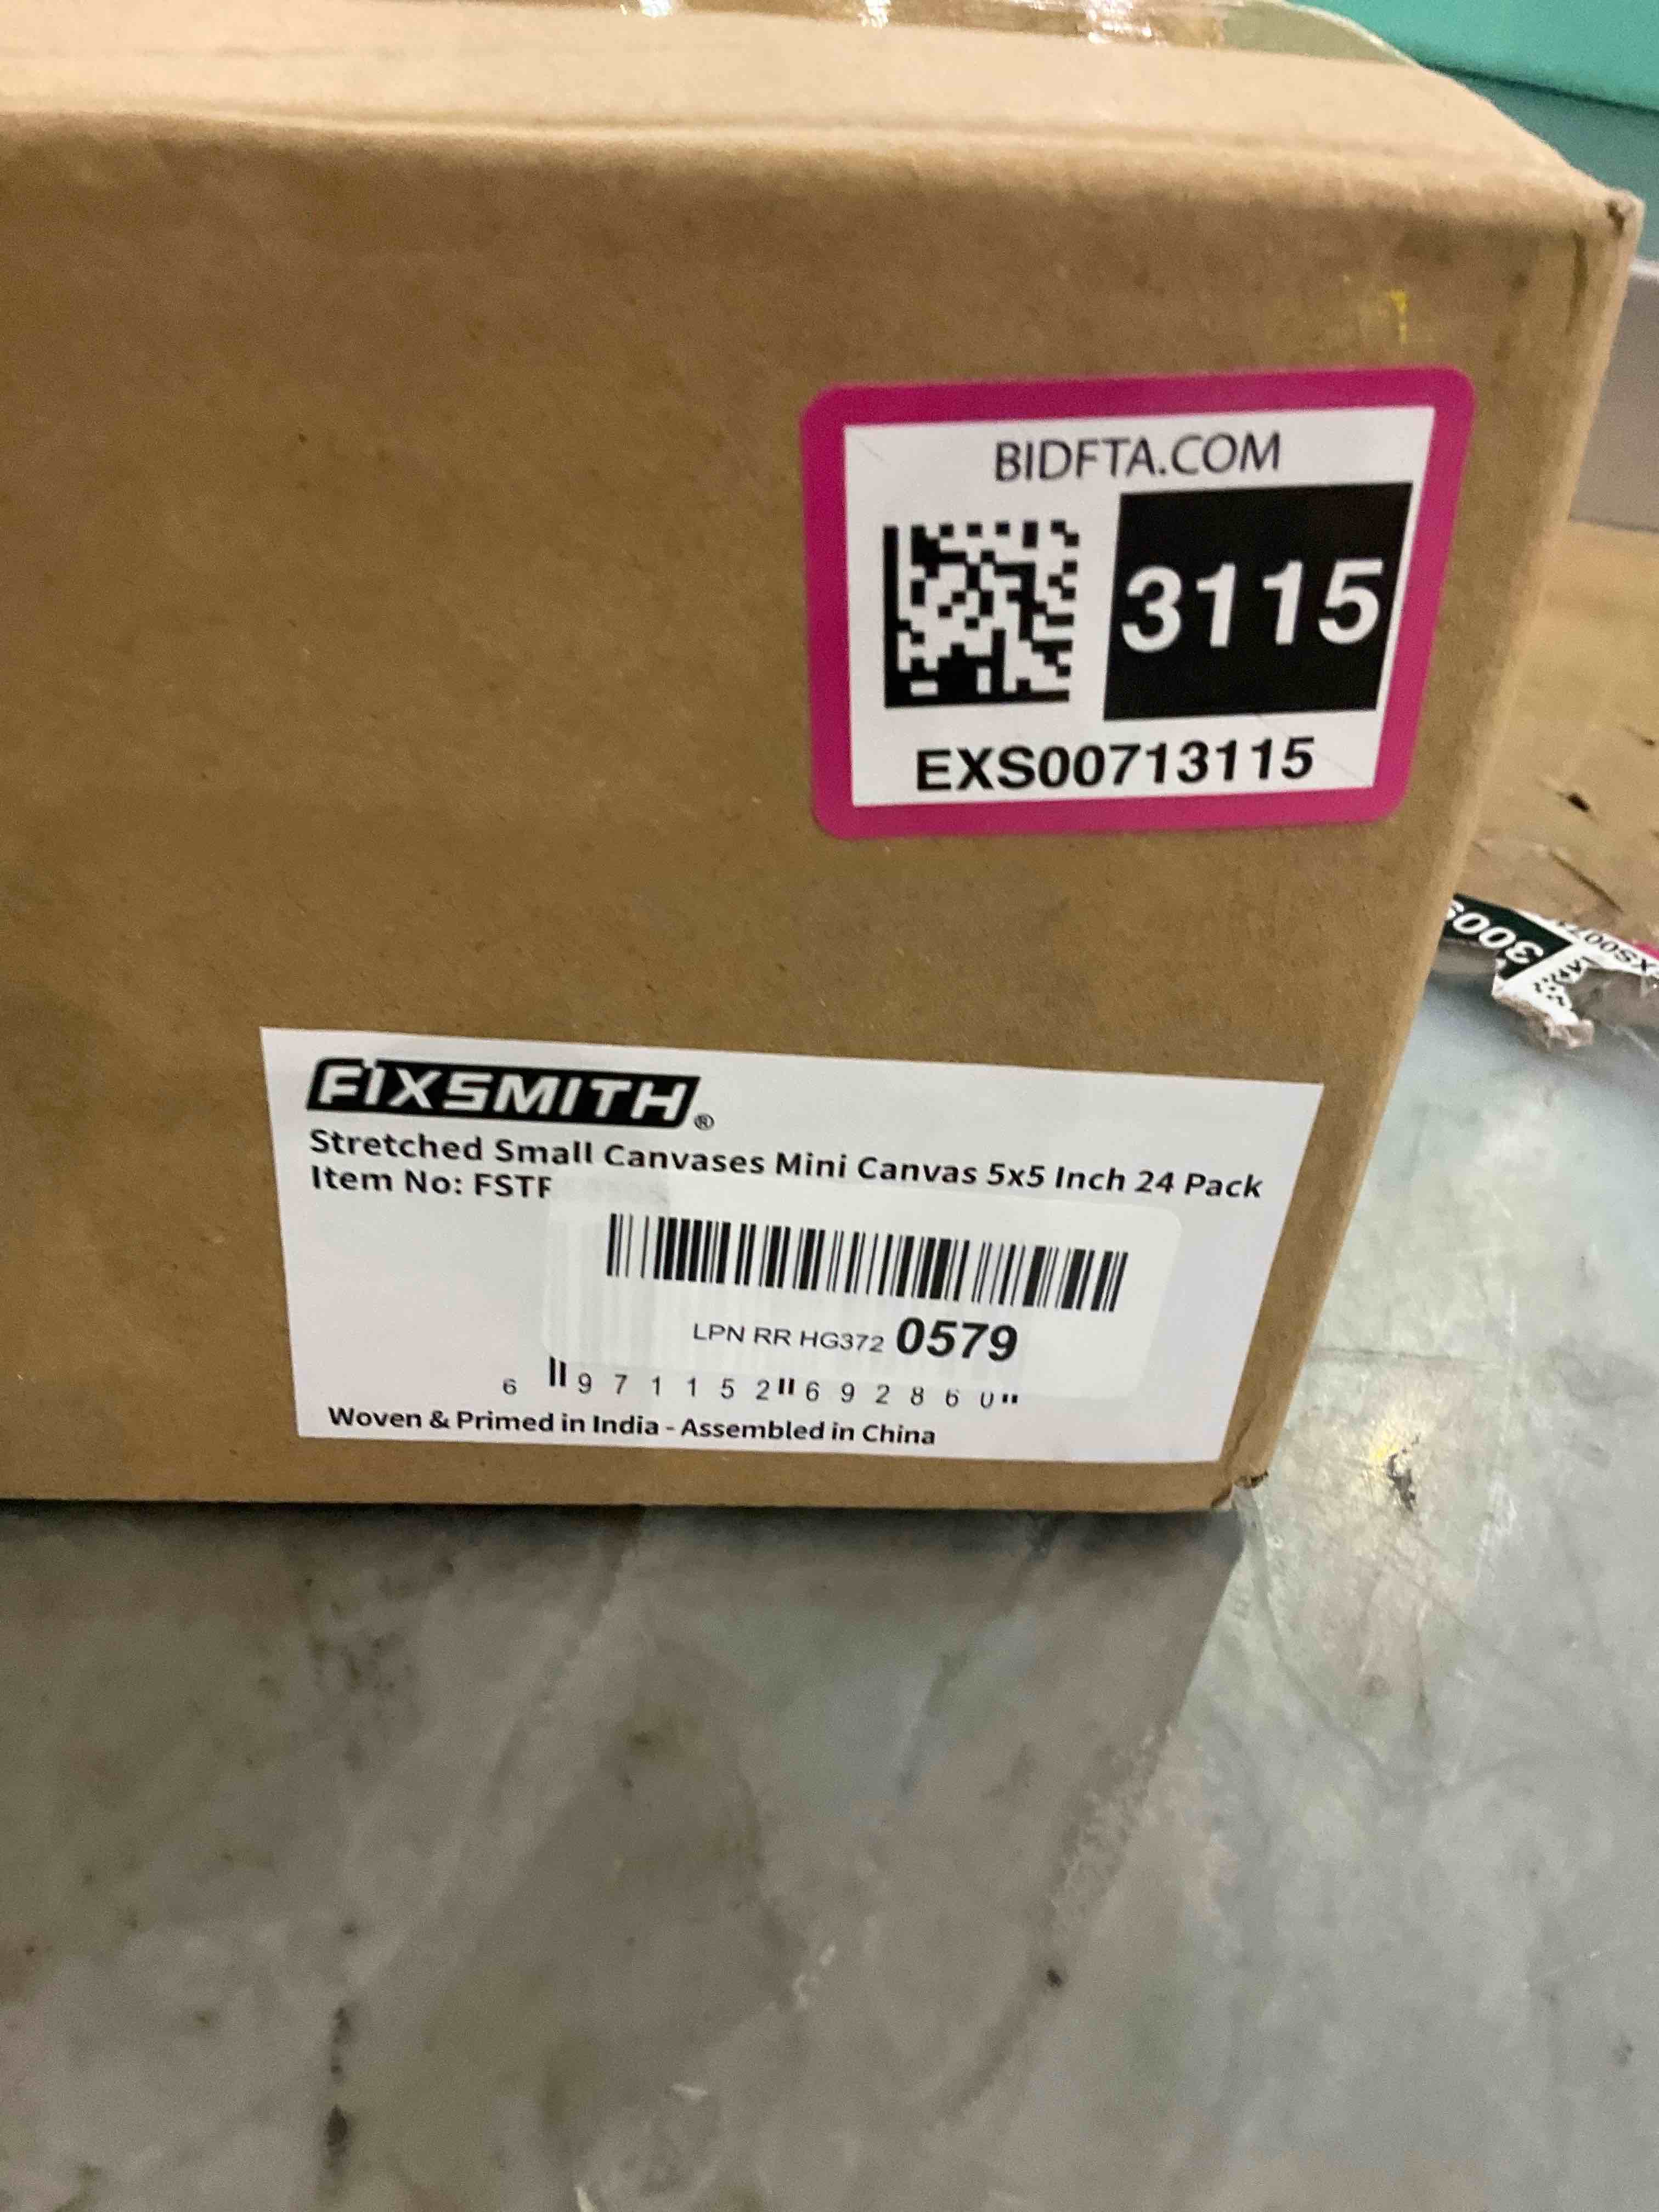 BIDFTA.COM
3115
EXS00713115
3009
FIXSMITH®
Stretched Small Canvases Mini Canvas 5x5 Inch 24 Pack
Item No: FSTF
LPN RR HG372 0579
6 971152 692860
Woven & Primed in India - Assembled in China